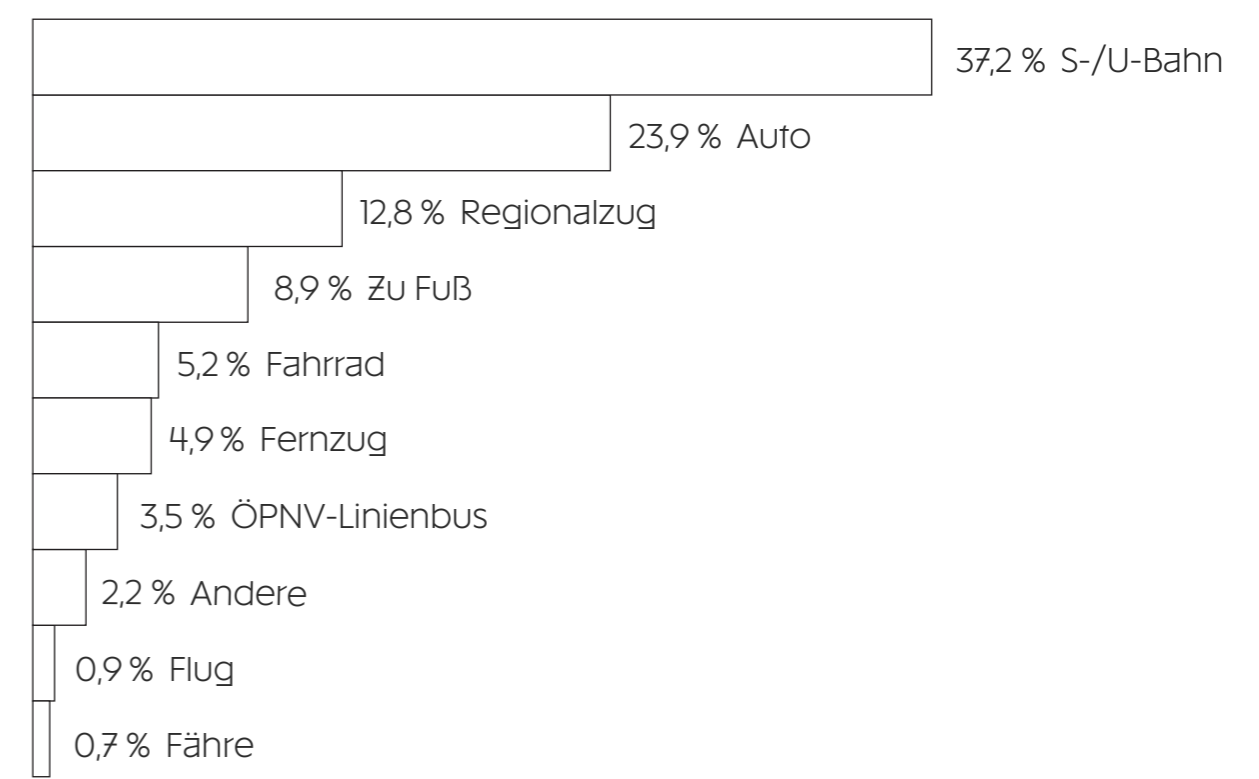 37,2 % S-/U-Bahn
23,9 % Auto
12,8 % Regionalzug
8,9 % Zu Fuß
5,2 % Fahrrad
4,9 % Fernzug
3,5 % ÖPNV-Linienbus
2,2 % Andere
0,9 % Flug
0,7 % Fähre